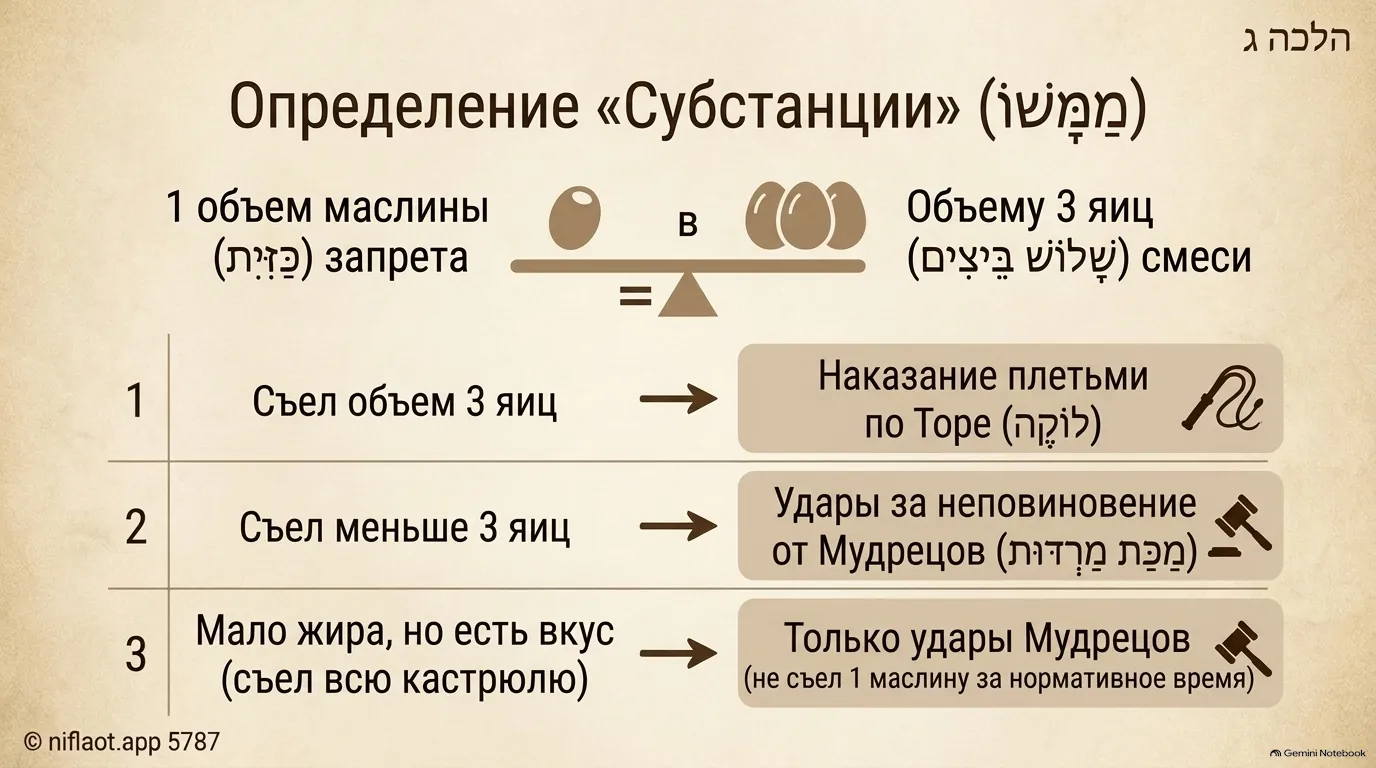 הלכה ג
Определение «Субстанции» (מַמָּשׁוֹ)
1 объем маслины
(כַּזַּיִת) запрета
в
Объему 3 яиц
(שָׁלוֹשׁ בֵּיצִים) смеси
=
1
Съел объем 3 яиц
Наказание плетьми
по Торе (לוֹקֶה)
2
Съел меньше 3 яиц
Удары за неповиновение
от Мудрецов (מַכַּת מַרְדּוּת)
3
Мало жира, но есть вкус
(съел всю кастрюлю)
Только удары Мудрецов
(не съел 1 маслину за нормативное время)
© niflaot.app 5787
Gemini Notebook